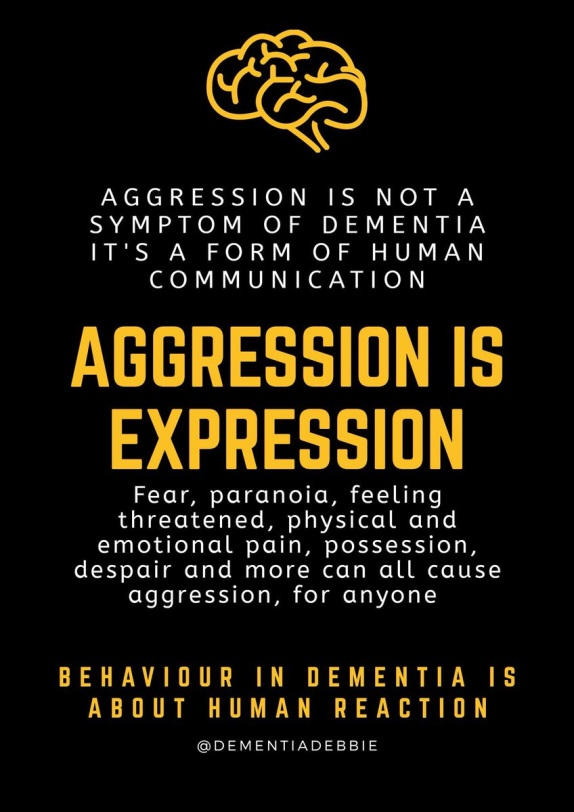 AGGRESSION IS NOT A
SYMPTOM OF DEMENTIA
IT'S A FORM OF HUMAN
COMMUNICATION
AGGRESSION IS
EXPRESSION
Fear, paranoia, feeling
threatened, physical and
emotional pain, possession,
despair and more can all cause
aggression, for anyone
BEHAVIOUR IN DEMENTIA IS
ABOUT HUMAN REACTION
@DEMENTIADEBBIE